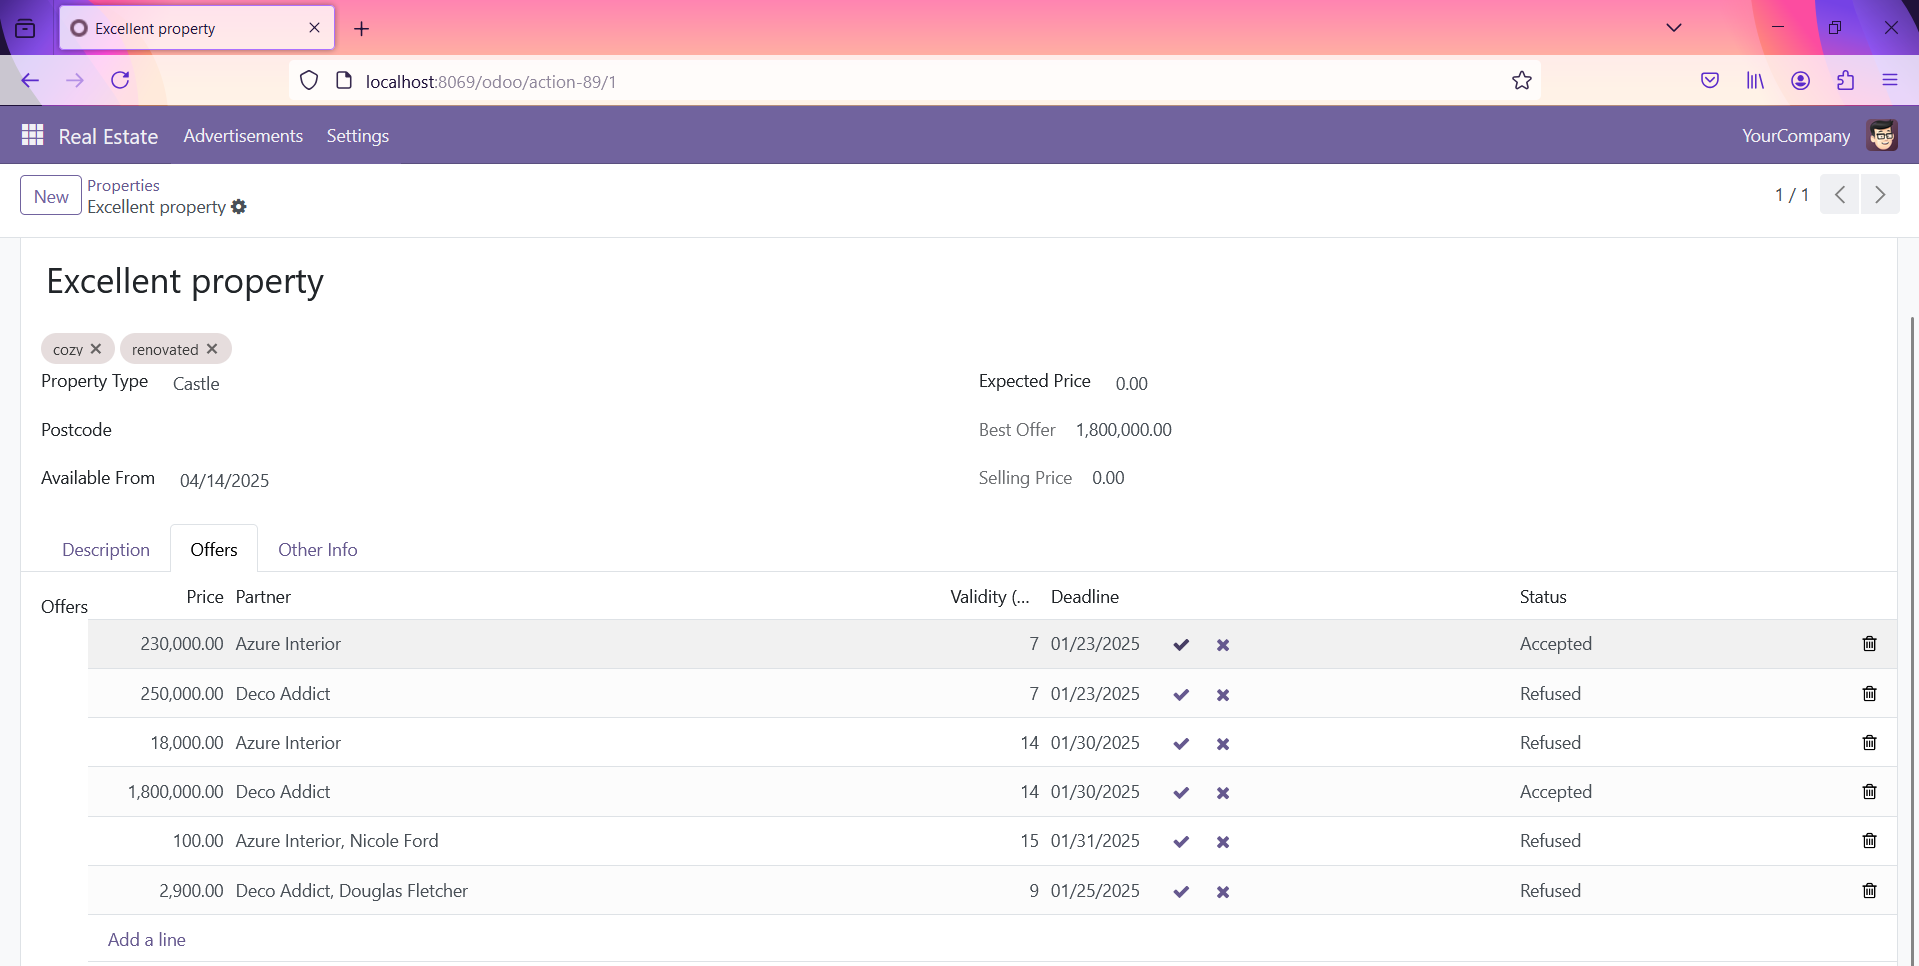 Excellent property
localhost:8069/odoo/action-89/1
Real Estate Advertisements Settings YourCompany
New Properties
Excellent property 1 / 1
Excellent property
cozy renovated
Property Type Castle Expected Price 0.00
Postcode Best Offer 1,800,000.00
Available From 04/14/2025 Selling Price 0.00
Description Offers Other Info
Offers Price Partner Validity (... Deadline Status
230,000.00 Azure Interior 7 01/23/2025 Accepted
250,000.00 Deco Addict 7 01/23/2025 Refused
18,000.00 Azure Interior 14 01/30/2025 Refused
1,800,000.00 Deco Addict 14 01/30/2025 Accepted
100.00 Azure Interior, Nicole Ford 15 01/31/2025 Refused
2,900.00 Deco Addict, Douglas Fletcher 9 01/25/2025 Refused
Add a line